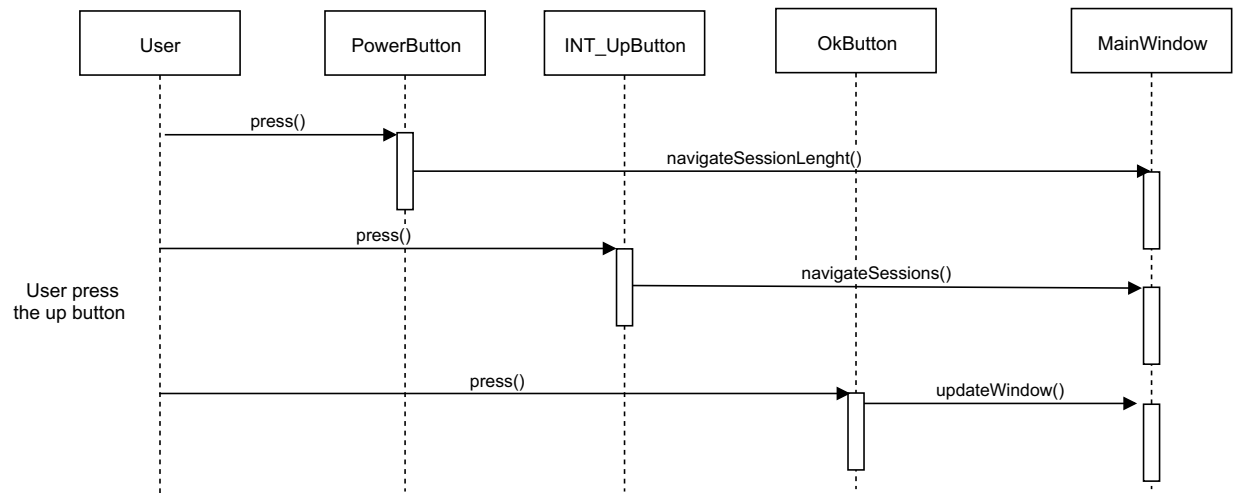 User
PowerButton
INT_UpButton
OkButton
MainWindow
press()
navigateSessionLenght()
press()
navigateSessions()
User press
the up button
press()
updateWindow()